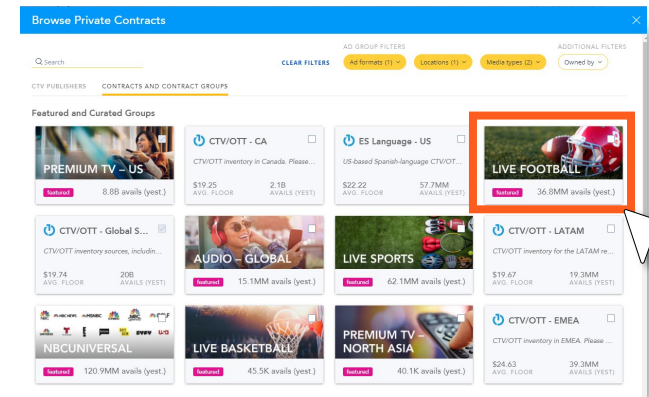 Browse Private Contracts
AD GROUP FILTERS
ADDITIONAL FILTERS
Search
CLEAR FILTERS
Ad formats (1)
Locations (1)
Media types (2)
Owned by
CTV PUBLISHERS
CONTRACTS AND CONTRACT GROUPS
Featured and Curated Groups
PREMIUM TV – US
featured
8.8B avails (yest.)
CTV/OTT - CA
CTV/OTT inventory in Canada. Please...
$19.25
2.1B
AVG. FLOOR
AVAILS (YEST)
ES Language - US
US-based Spanish-language CTV/OT...
$22.22
57.7MM
AVG. FLOOR
AVAILS (YEST)
LIVE FOOTBALL
featured
36.8MM avails (yest.)
CTV/OTT - Global S...
CTV/OTT inventory sources, includin...
$19.74
20B
AVG. FLOOR
AVAILS (YEST)
AUDIO – GLOBAL
featured
15.1MM avails (yest.)
LIVE SPORTS
featured
62.1MM avails (yest.)
CTV/OTT - LATAM
CTV/OTT inventory for the LATAM re...
$19.67
19.3MM
AVG. FLOOR
AVAILS (YEST)
NBCUNIVERSAL
featured
120.9MM avails (yest.)
LIVE BASKETBALL
featured
45.5K avails (yest.)
PREMIUM TV –
NORTH ASIA
featured
40.1K avails (yest.)
CTV/OTT - EMEA
CTV/OTT inventory in EMEA. Please ...
$24.63
39.3MM
AVG. FLOOR
AVAILS (YEST)